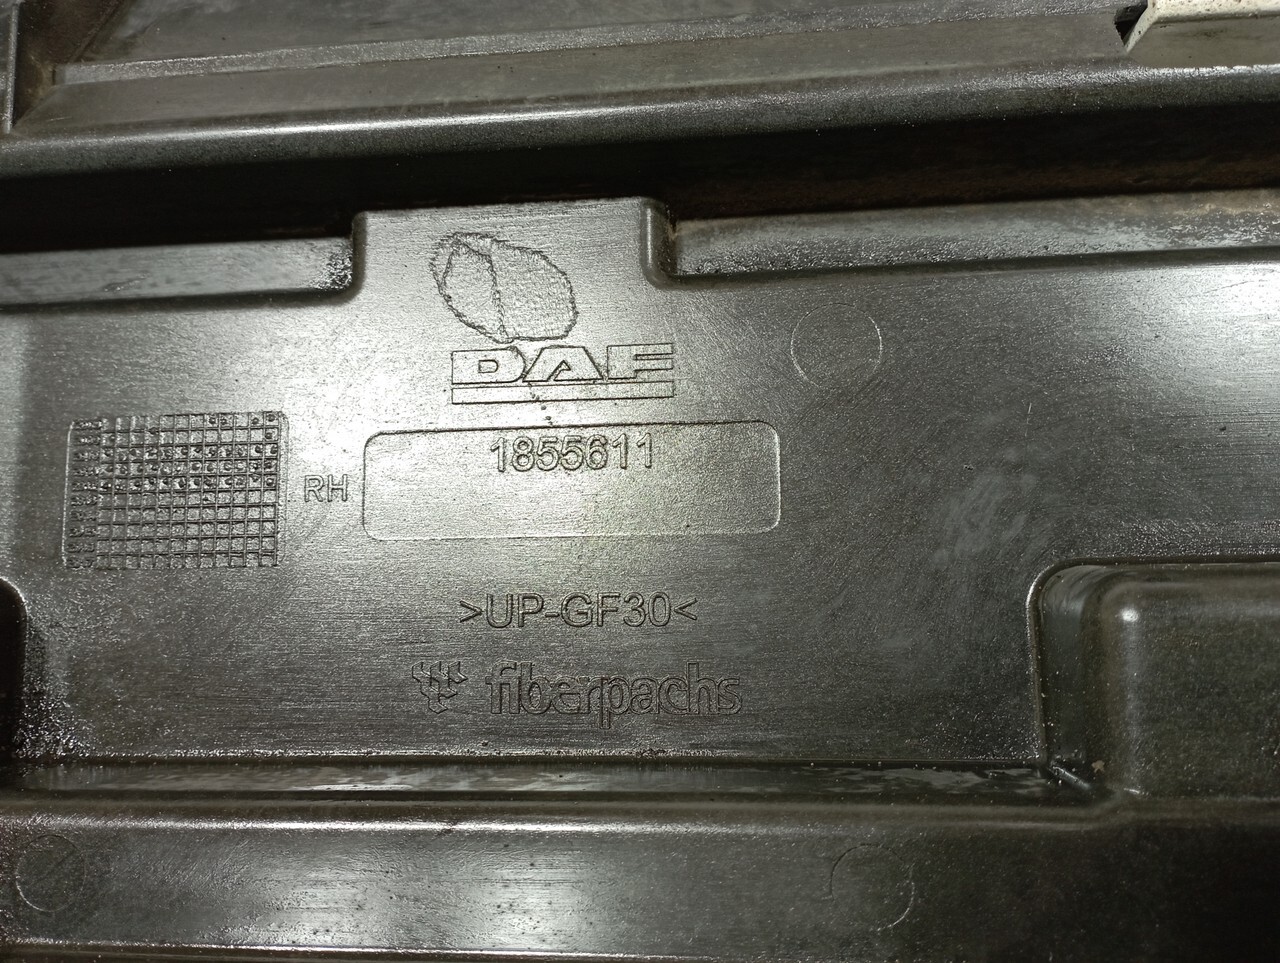 DAF
1855611
RH
>UP-GF30<
fiberpachs